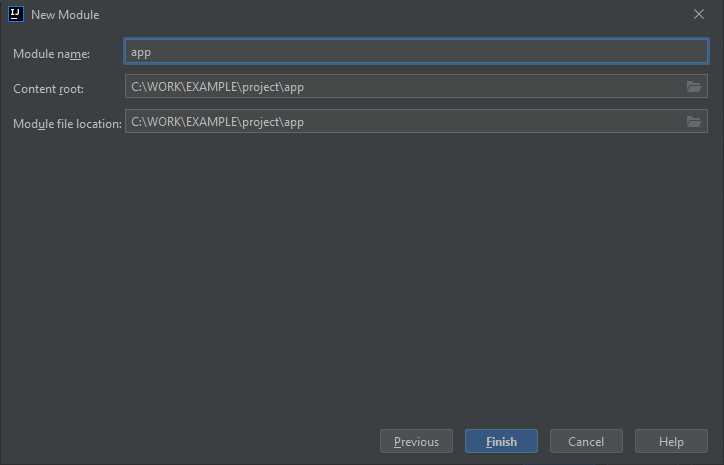 IJ New Module
Module name: app
Content root: C:\WORK\EXAMPLE\project\app
Module file location: C:\WORK\EXAMPLE\project\app
Previous Finish Cancel Help